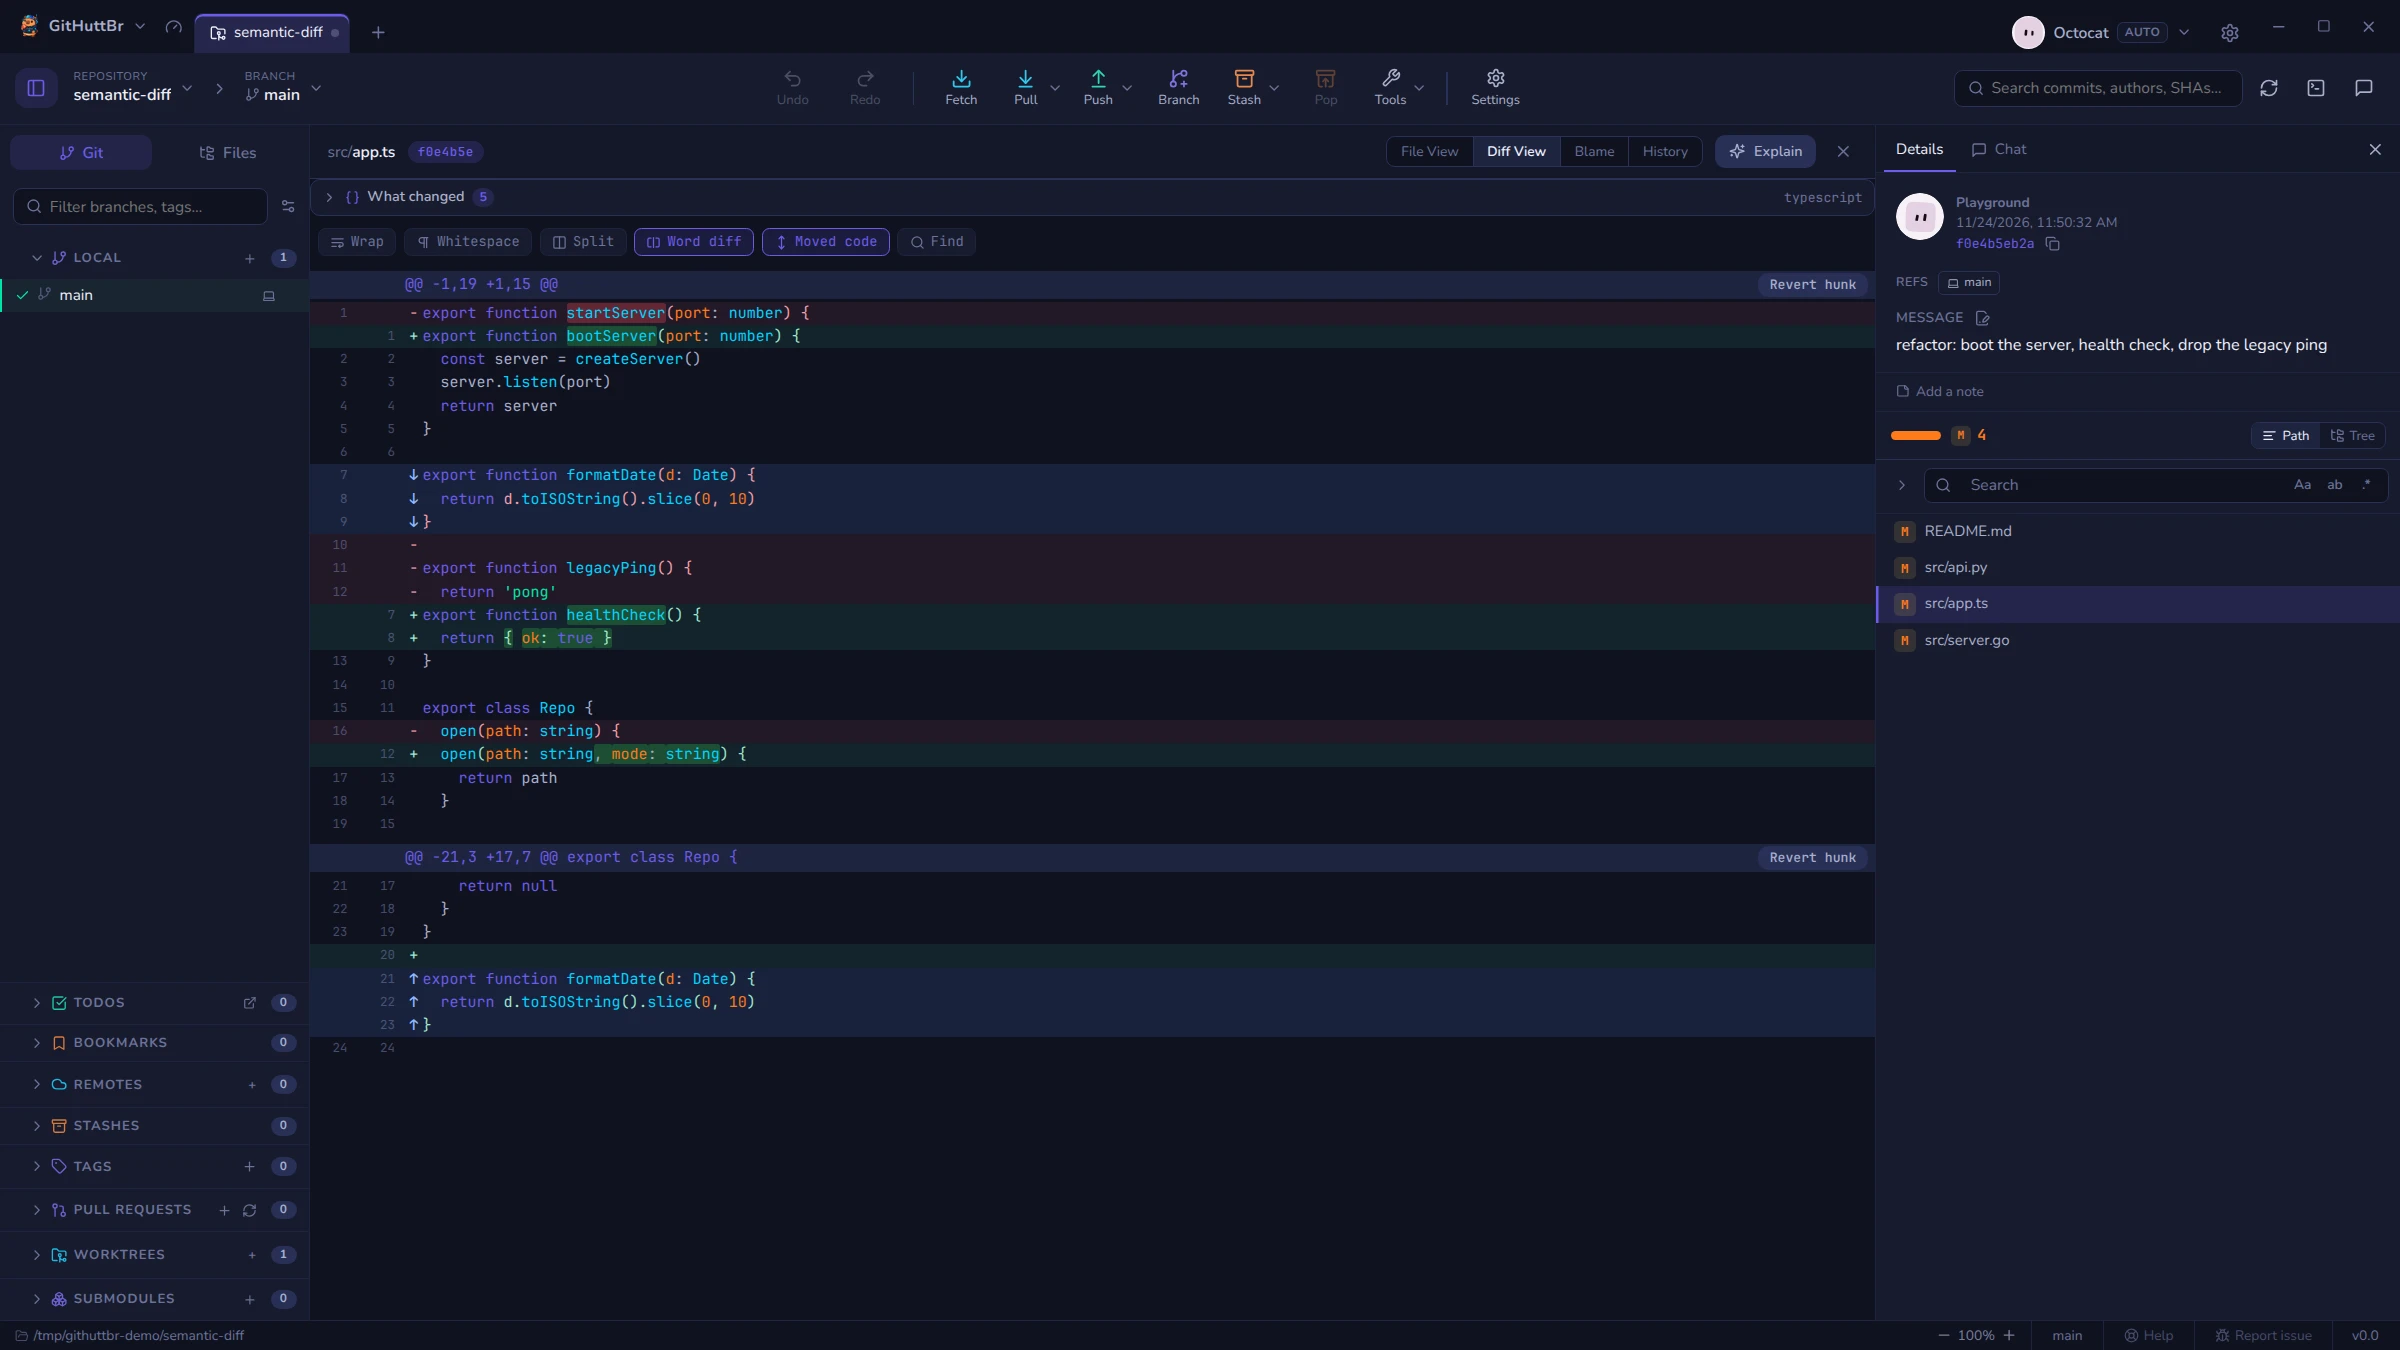 GitHuttBr
semantic-diff
Octocat AUTO
REPOSITORY
semantic-diff
BRANCH
main
Undo
Redo
Fetch
Pull
Push
Branch
Stash
Pop
Tools
Settings
Search commits, authors, SHAs...
Git
Files
Filter branches, tags...
LOCAL 1
main
TODOS 0
BOOKMARKS 0
REMOTES 0
STASHES 0
TAGS 0
PULL REQUESTS 0
WORKTREES 1
SUBMODULES 0
src/app.ts f0e4b5e
File View
Diff View
Blame
History
Explain
{} What changed 5
typescript
Wrap
Whitespace
Split
Word diff
Moved code
Find
@@ -1,19 +1,15 @@
Revert hunk
1 - export function startServer(port: number) {
1 + export function bootServer(port: number) {
2 2 const server = createServer()
3 3 server.listen(port)
4 4 return server
5 5 }
6 6
7 ↓ export function formatDate(d: Date) {
8 ↓ return d.toISOString().slice(0, 10)
9 ↓ }
10 -
11 - export function legacyPing() {
12 - return 'pong'
7 + export function healthCheck() {
8 + return { ok: true }
13 9 }
14 10
15 11 export class Repo {
16 - open(path: string) {
12 + open(path: string, mode: string) {
17 13 return path
18 14 }
19 15
@@ -21,3 +17,7 @@ export class Repo {
Revert hunk
21 17 return null
22 18 }
23 19 }
20 +
21 ↑ export function formatDate(d: Date) {
22 ↑ return d.toISOString().slice(0, 10)
23 ↑ }
24 24
Details
Chat
Playground
11/24/2026, 11:50:32 AM
f0e4b5eb2a
REFS main
MESSAGE
refactor: boot the server, health check, drop the legacy ping
Add a note
M 4
Path
Tree
Search
Aa ab .*
M README.md
M src/api.py
M src/app.ts
M src/server.go
/tmp/githuttbr-demo/semantic-diff
100%
main
Help
Report issue
v0.0